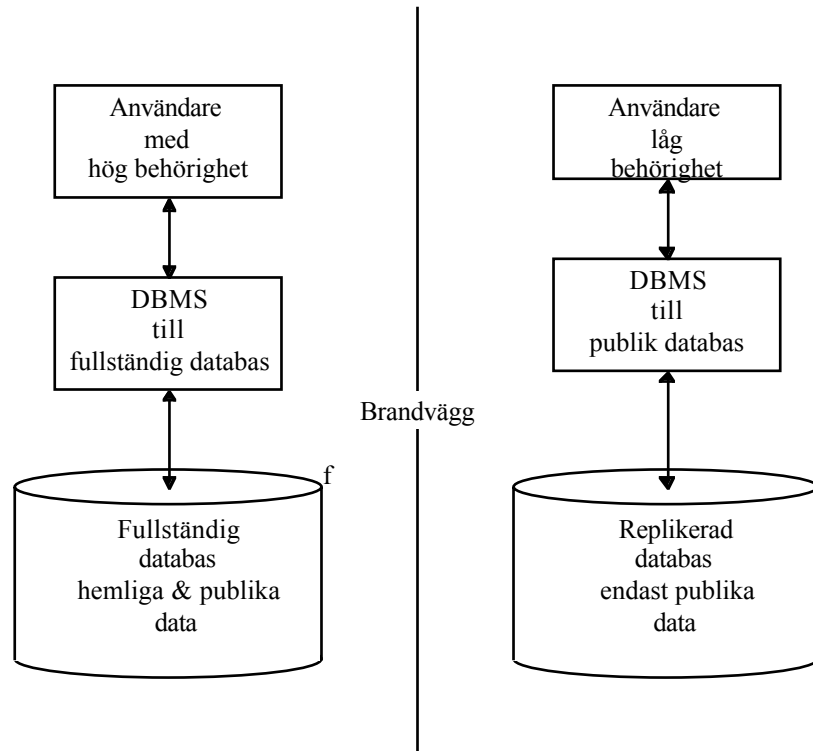 Användare
med
hög behörighet
DBMS
till
fullständig databas
f
Fullständig
databas
hemliga & publika
data
Brandvägg
Användare
låg
behörighet
DBMS
till
publik databas
Replikerad
databas
endast publika
data